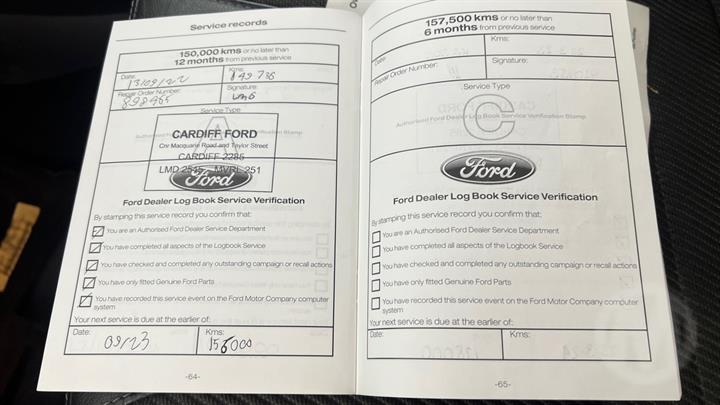 Service records
150,000 kms or no later than
12 months from previous service
Date: 13/09/22
Kms: 149 736
Repair Order Number: 898465
Signature:
Service Type
A
CARDIFF FORD
Cnr Macquarie Road and Taylor Street
CARDIFF 2285
LMD 2515 MVRL 251
Ford
Ford Dealer Log Book Service Verification
By stamping this service record you confirm that:
You are an Authorised Ford Dealer Service Department
You have completed all aspects of the Logbook Service
You have checked and completed any outstanding campaign or recall actions
You have only fitted Genuine Ford Parts
You have recorded this service event on the Ford Motor Company computer
system
Your next service is due at the earlier of:
Date: 09/23
Kms: 156000
-64-
157,500 kms or no later than
6 months from previous service
Date:
Kms:
Repair Order Number:
Signature:
Service Type
C
Authorised Ford Dealer Log Book Service Verification Stamp
Ford
Ford Dealer Log Book Service Verification
By stamping this service record you confirm that:
You are an Authorised Ford Dealer Service Department
You have completed all aspects of the Logbook Service
You have checked and completed any outstanding campaign or recall actions
You have only fitted Genuine Ford Parts
You have recorded this service event on the Ford Motor Company computer
system
Your next service is due at the earlier of:
Date:
Kms:
-65-